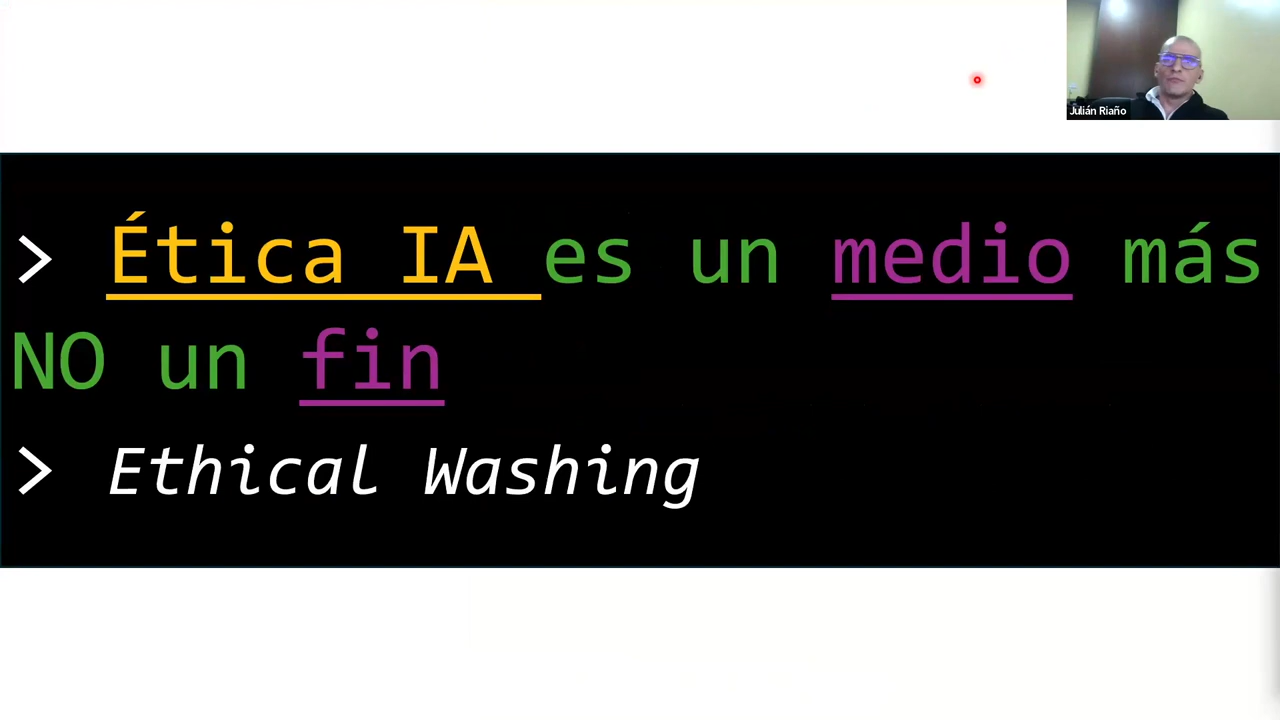 Julián Riaño
> Ética IA es un medio más
NO un fin
> Ethical Washing